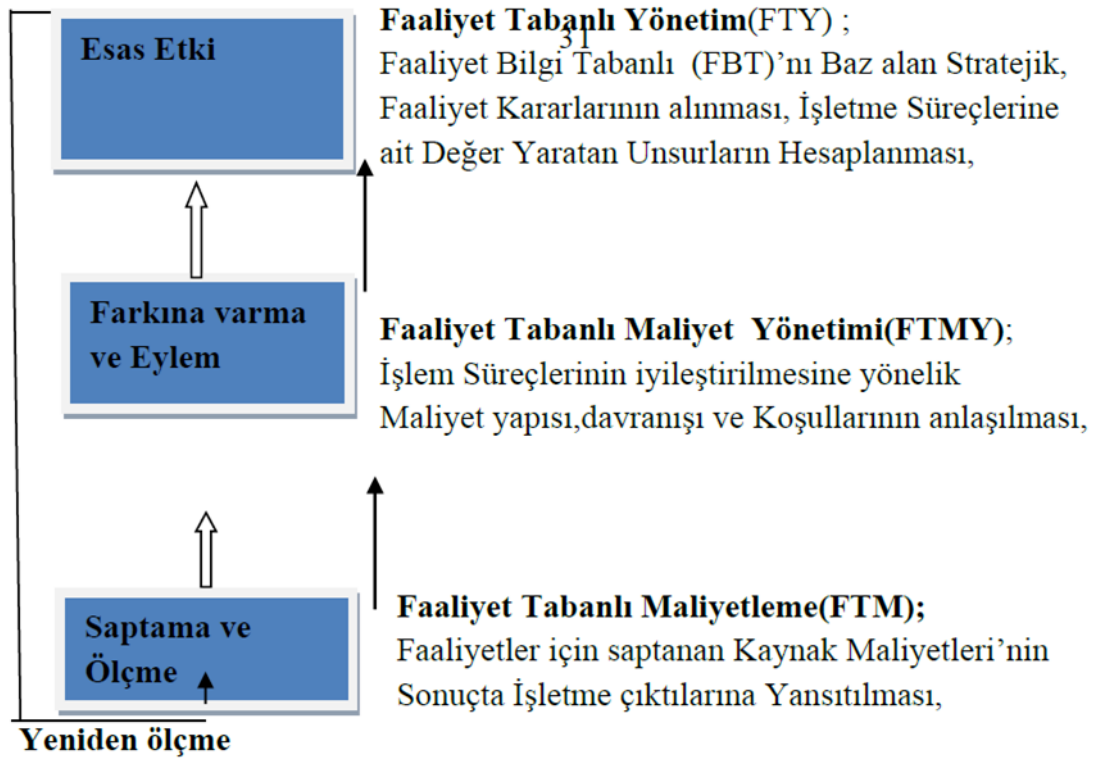 Esas Etki
Faaliyet Tabanlı Yönetim(FTY) ;
31
Faaliyet Bilgi Tabanlı (FBT)’nı Baz alan Stratejik,
Faaliyet Kararlarının alınması, İşletme Süreçlerine
ait Değer Yaratan Unsurların Hesaplanması,
Farkına varma
ve Eylem
Faaliyet Tabanlı Maliyet Yönetimi(FTMY);
İşlem Süreçlerinin iyileştirilmesine yönelik
Maliyet yapısı,davranışı ve Koşullarının anlaşılması,
Saptama ve
Ölçme
Faaliyet Tabanlı Maliyetleme(FTM);
Faaliyetler için saptanan Kaynak Maliyetleri’nin
Sonuçta İşletme çıktılarına Yansıtılması,
Yeniden ölçme